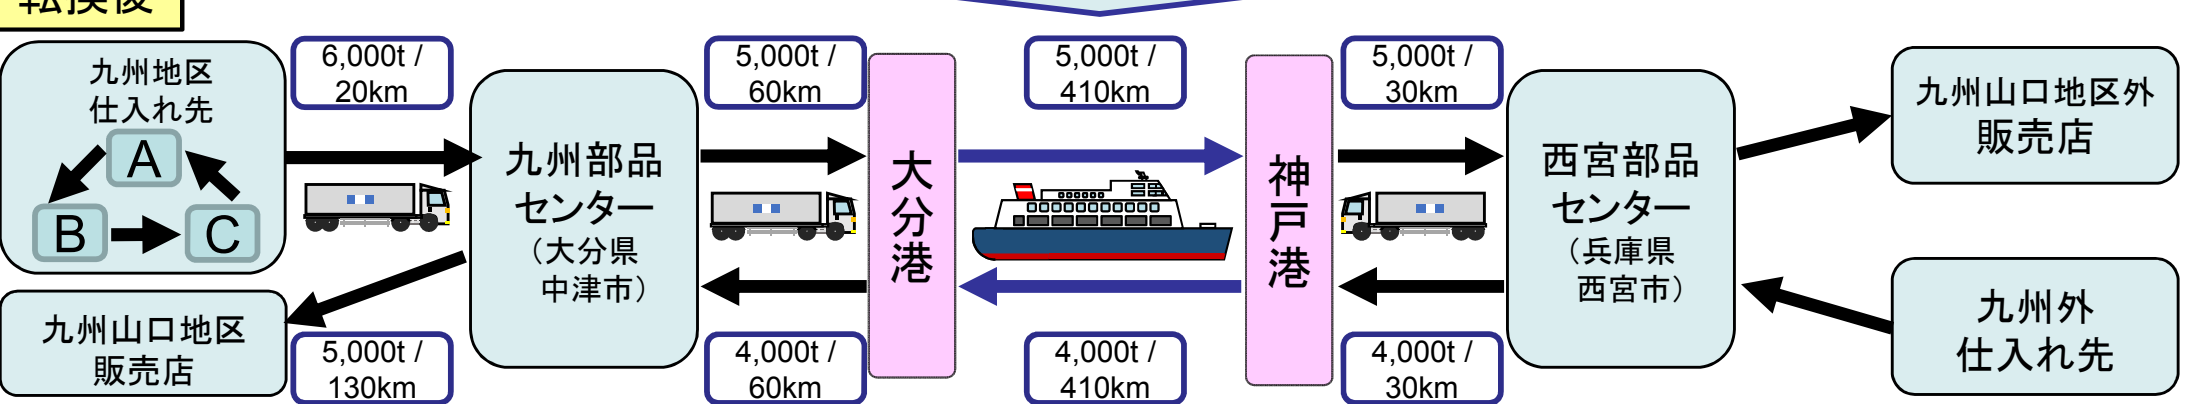 転換後
九州地区
仕入れ先
A
B
C
6,000t /
20km
九州部品
センター
（大分県
中津市）
5,000t /
60km
大分港
5,000t /
410km
神戸港
5,000t /
30km
西宮部品
センター
（兵庫県
西宮市）
九州山口地区外
販売店
九州山口地区
販売店
5,000t /
130km
4,000t /
60km
4,000t /
410km
4,000t /
30km
九州外
仕入れ先